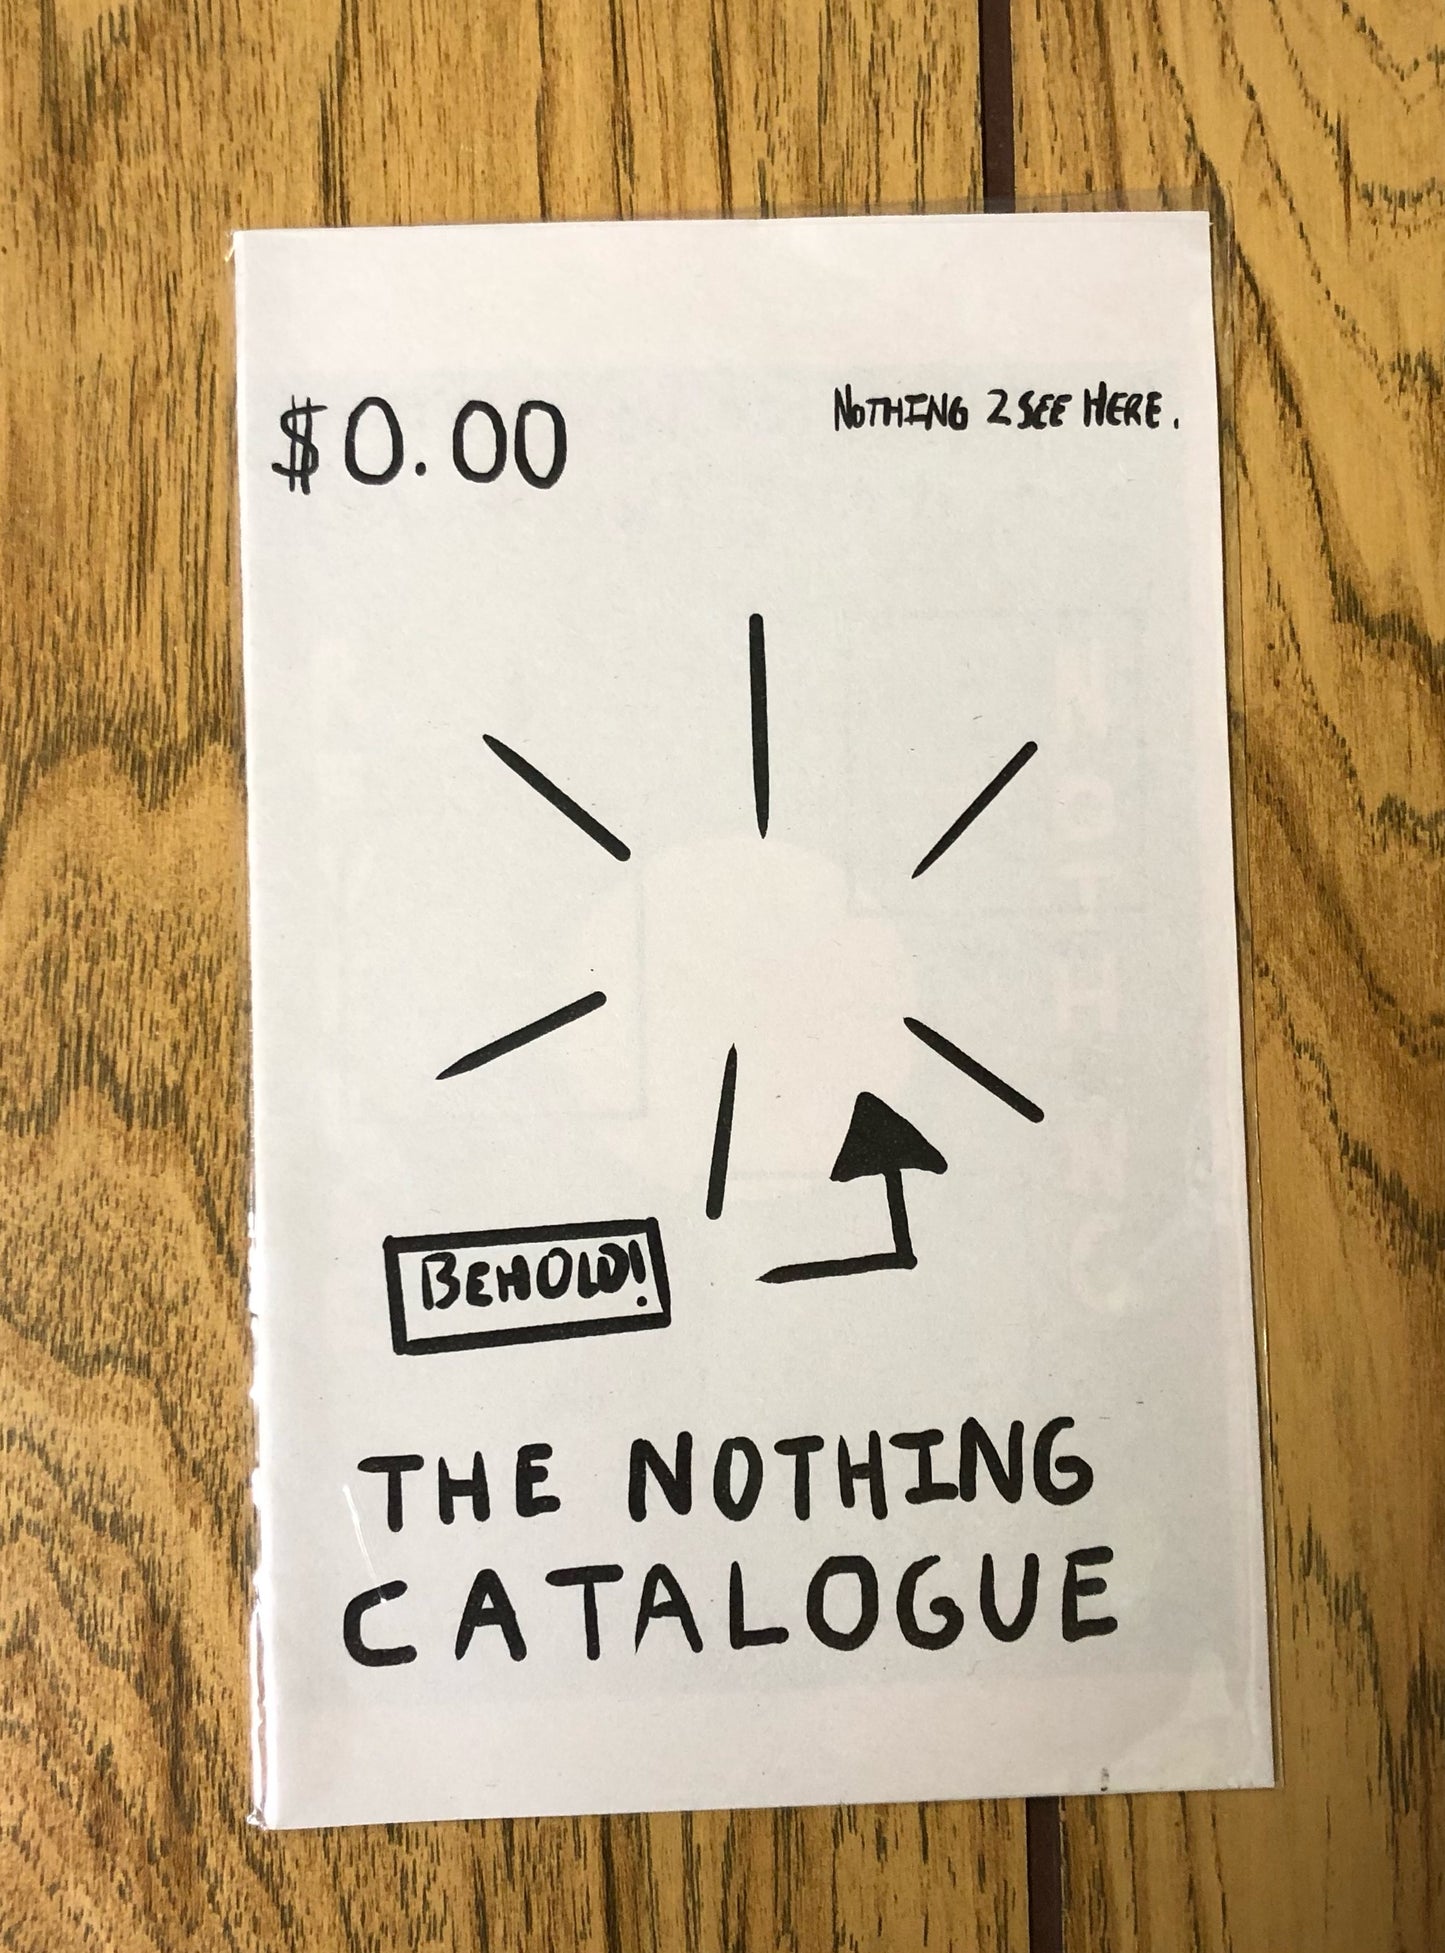 $0.00
NOTHING 2 SEE HERE.
BEHOLD!
THE NOTHING
CATALOGUE